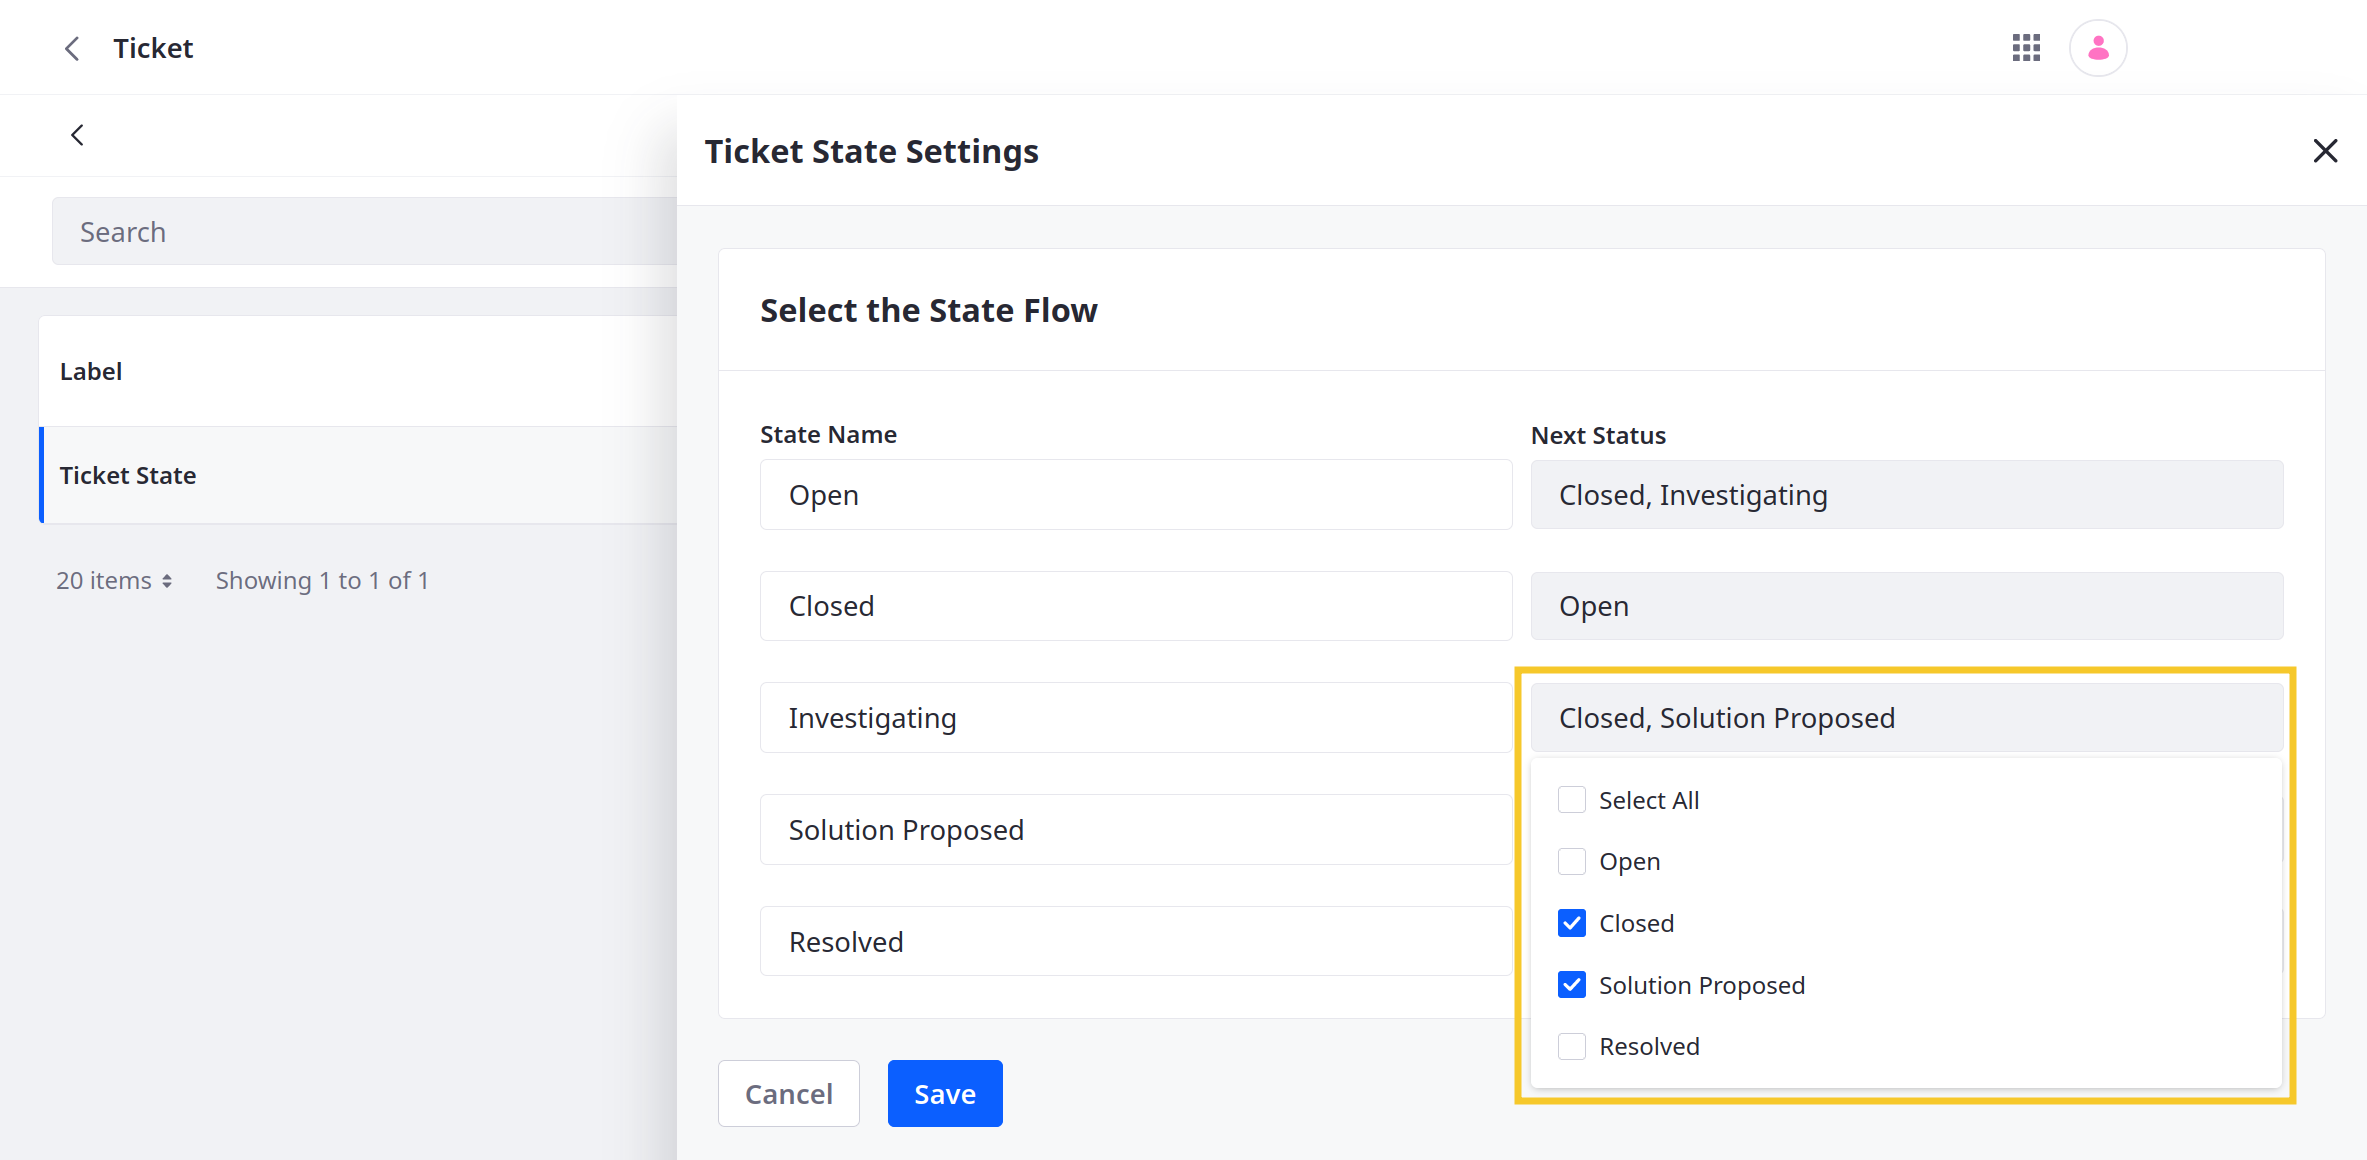 Ticket
Ticket State Settings
Search
Select the State Flow
Label
Ticket State
20 items
Showing 1 to 1 of 1
State Name
Next Status
Open
Closed, Investigating
Closed
Open
Investigating
Closed, Solution Proposed
Solution Proposed
Resolved
Select All
Open
Closed
Solution Proposed
Resolved
Cancel
Save